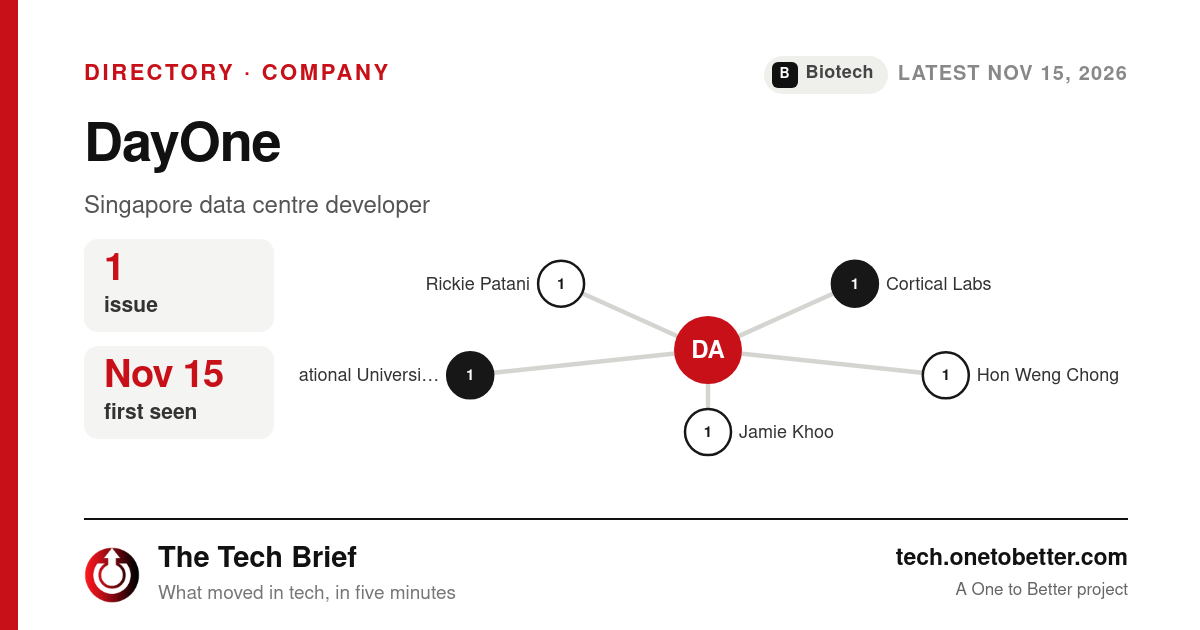 DIRECTORY · COMPANY
B Biotech LATEST NOV 15, 2026
DayOne
Singapore data centre developer
1
issue
Nov 15
first seen
Rickie Patani 1
1 Cortical Labs
DA
ational Universi… 1
1 Hon Weng Chong
1 Jamie Khoo
The Tech Brief
What moved in tech, in five minutes
tech.onetobetter.com
A One to Better project